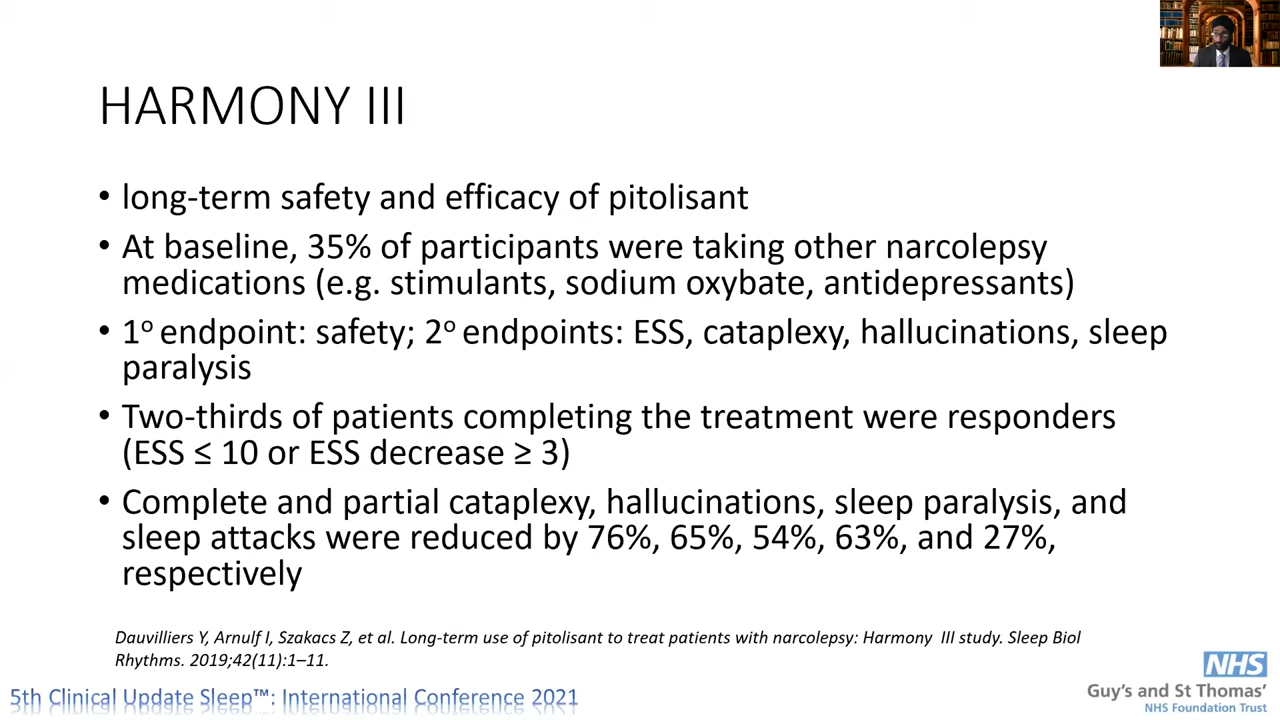 HARMONY III
• long-term safety and efficacy of pitolisant
• At baseline, 35% of participants were taking other narcolepsy
medications (e.g. stimulants, sodium oxybate, antidepressants)
• 1º endpoint: safety; 2º endpoints: ESS, cataplexy, hallucinations, sleep
paralysis
• Two-thirds of patients completing the treatment were responders
(ESS ≤ 10 or ESS decrease ≥ 3)
• Complete and partial cataplexy, hallucinations, sleep paralysis, and
sleep attacks were reduced by 76%, 65%, 54%, 63%, and 27%,
respectively
Dauvilliers Y, Arnulf I, Szakacs Z, et al. Long-term use of pitolisant to treat patients with narcolepsy: Harmony III study. Sleep Biol
Rhythms. 2019;42(11):1–11.
5th Clinical Update Sleep™: International Conference 2021
NHS
Guy's and St Thomas'
NHS Foundation Trust